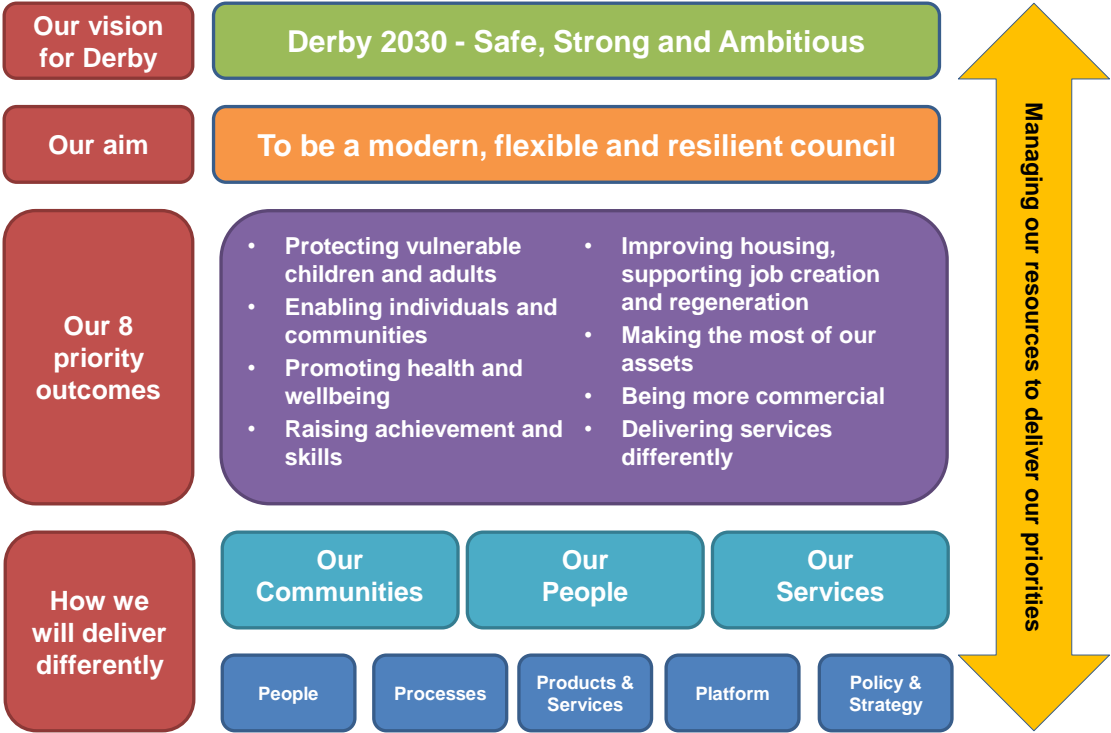 Our vision
for Derby
Derby 2030 - Safe, Strong and Ambitious
Our aim
To be a modern, flexible and resilient council
Our 8
priority
outcomes
• Protecting vulnerable
children and adults
• Enabling individuals and
communities
• Promoting health and
wellbeing
• Raising achievement and
skills
• Improving housing,
supporting job creation
and regeneration
• Making the most of our
assets
• Being more commercial
• Delivering services
differently
How we
will deliver
differently
Our
Communities
Our
People
Our
Services
People
Processes
Products &
Services
Platform
Policy &
Strategy
Managing our resources to deliver our priorities